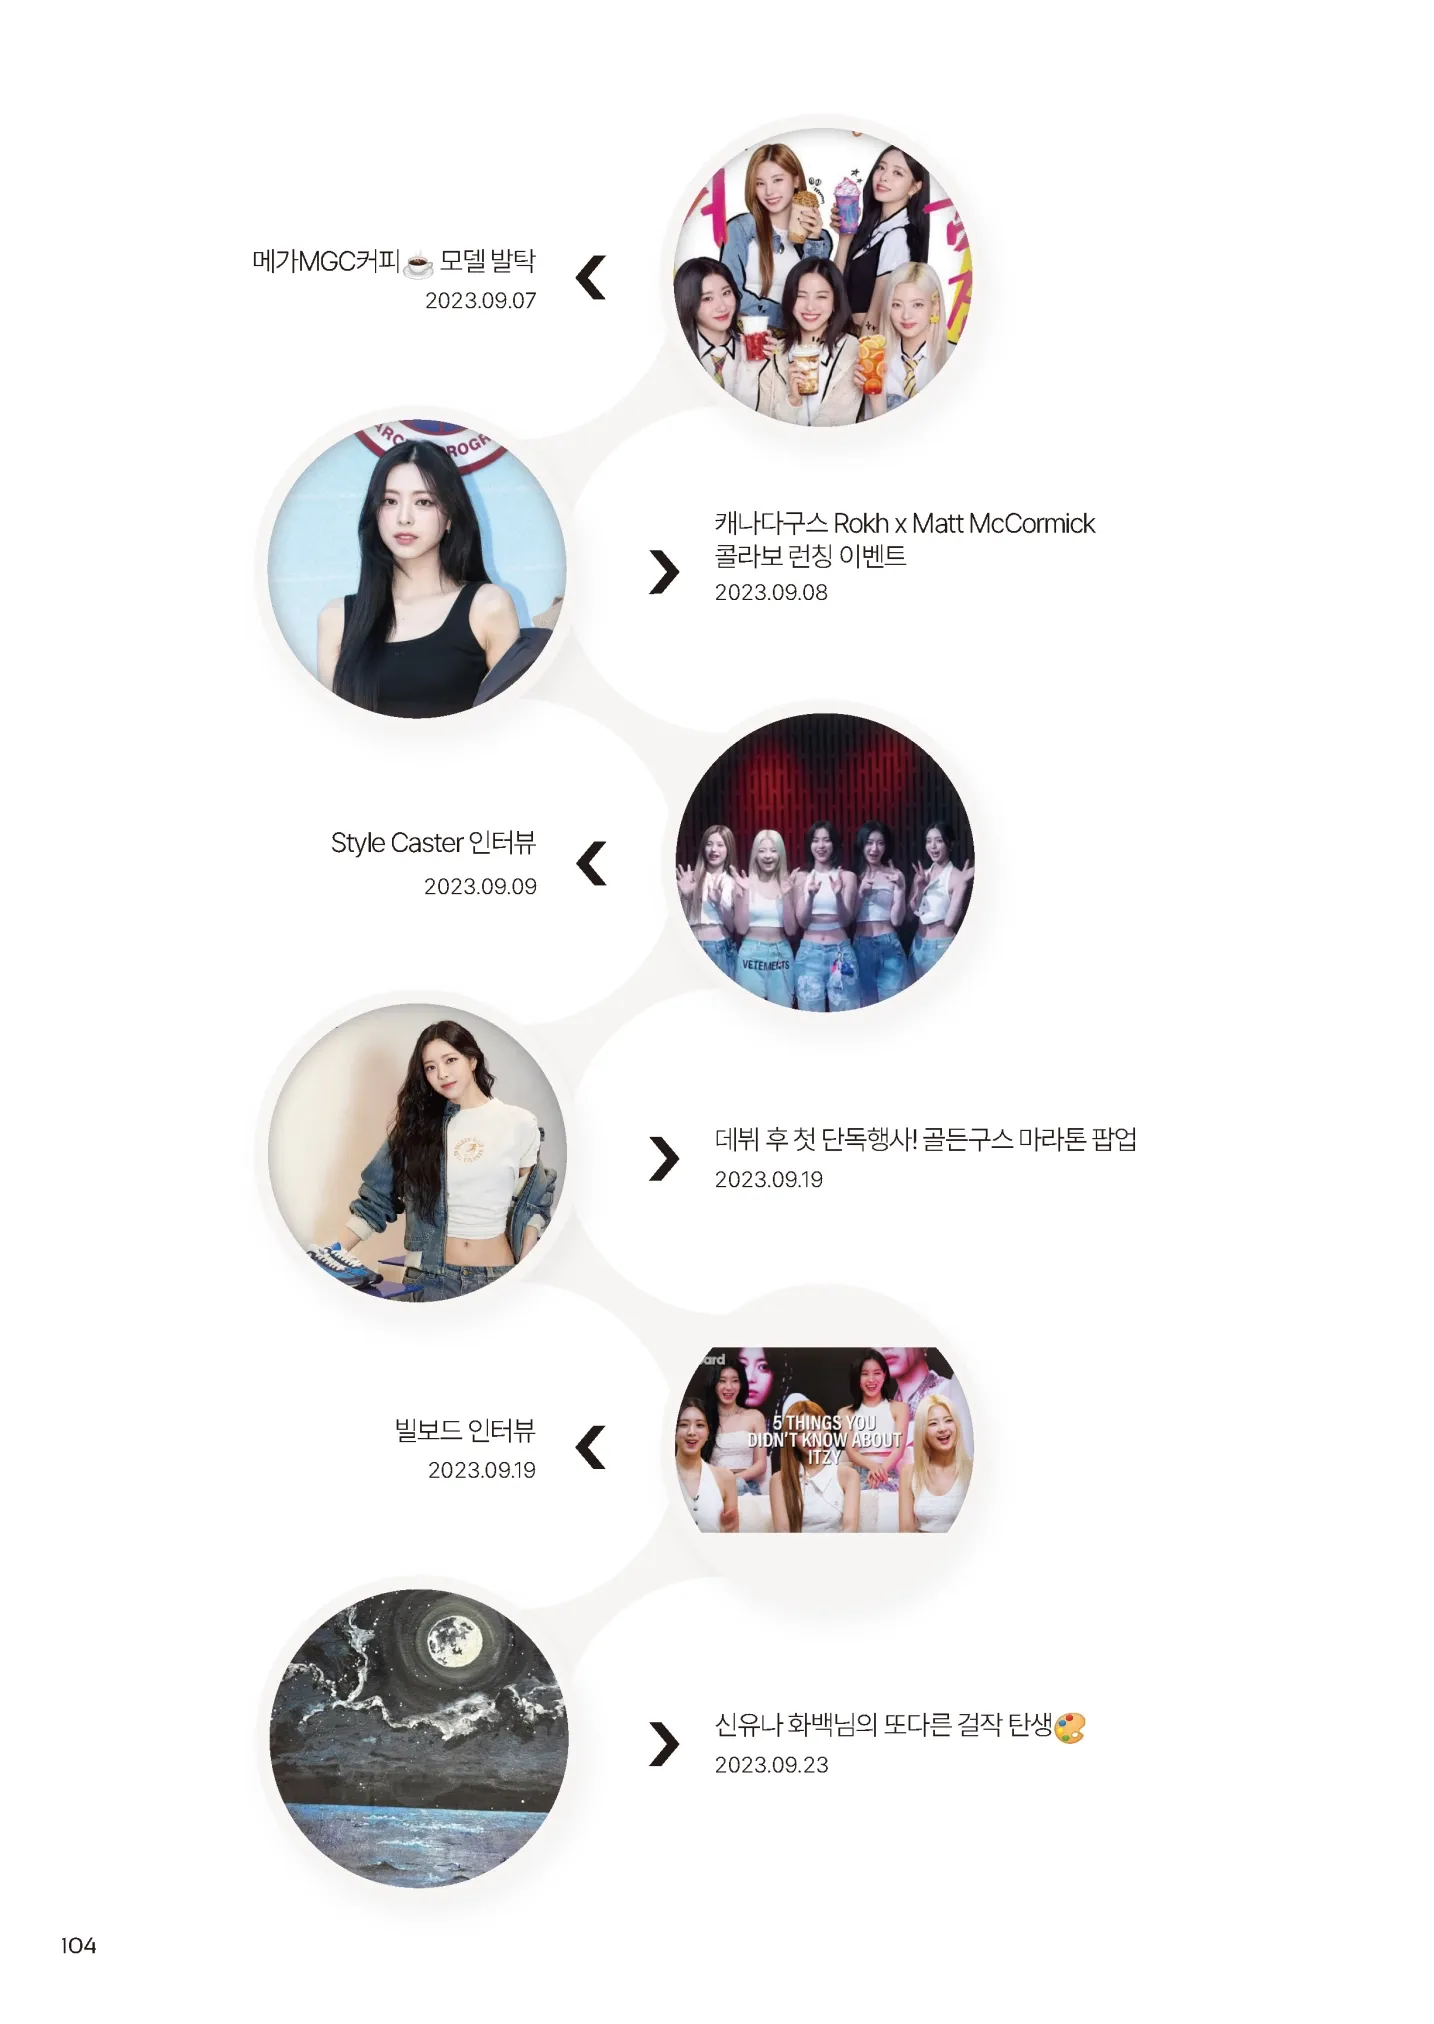 메가MGC커피☕ 모델 발탁
2023.09.07
캐나다구스 Rokh x Matt McCormick
콜라보 런칭 이벤트
2023.09.08
Style Caster 인터뷰
2023.09.09
VETEMENTS
데뷔 후 첫 단독행사! 골든구스 마라톤 팝업
2023.09.19
빌보드 인터뷰
2023.09.19
5 THINGS YOU
DIDN'T KNOW ABOUT
ITZY
신유나 화백님의 또다른 걸작 탄생🎨
2023.09.23
104